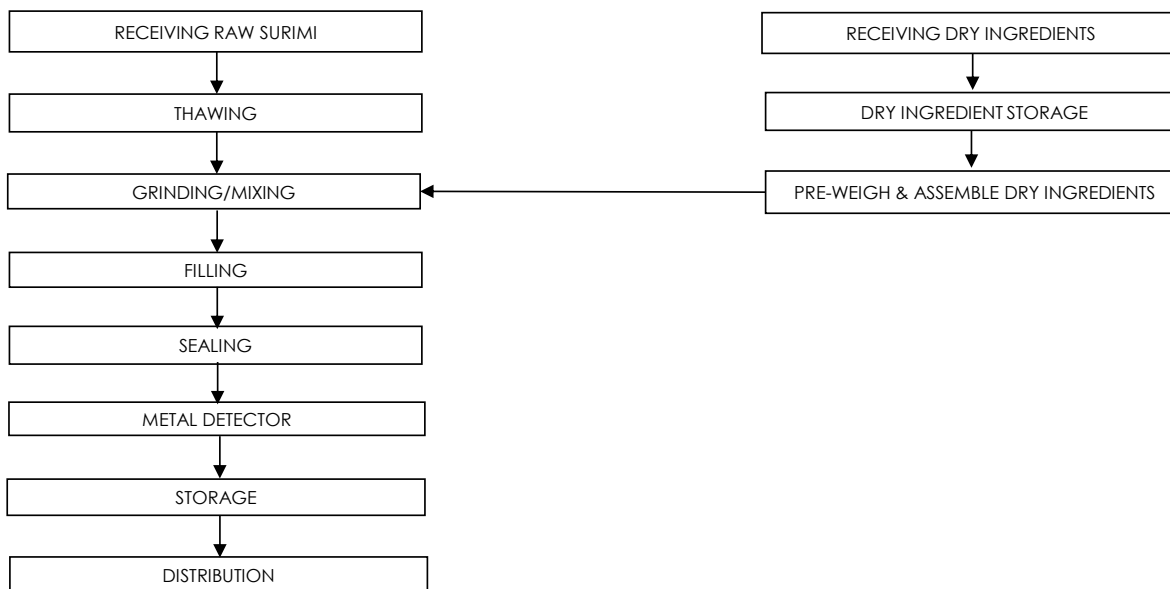 RECEIVING RAW SURIMI
THAWING
GRINDING/MIXING
FILLING
SEALING
METAL DETECTOR
STORAGE
DISTRIBUTION
RECEIVING DRY INGREDIENTS
DRY INGREDIENT STORAGE
PRE-WEIGH & ASSEMBLE DRY INGREDIENTS